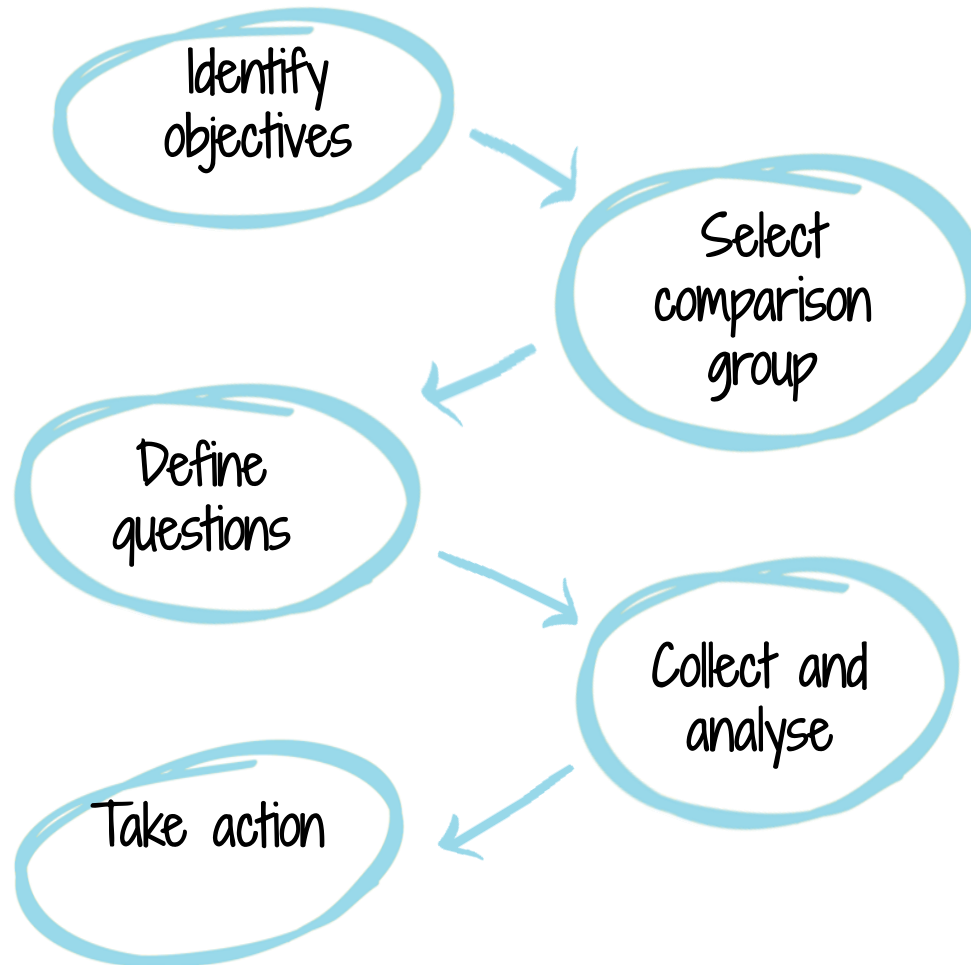 Identify
objectives
Select
comparison
group
Define
questions
Collect and
analyse
Take action